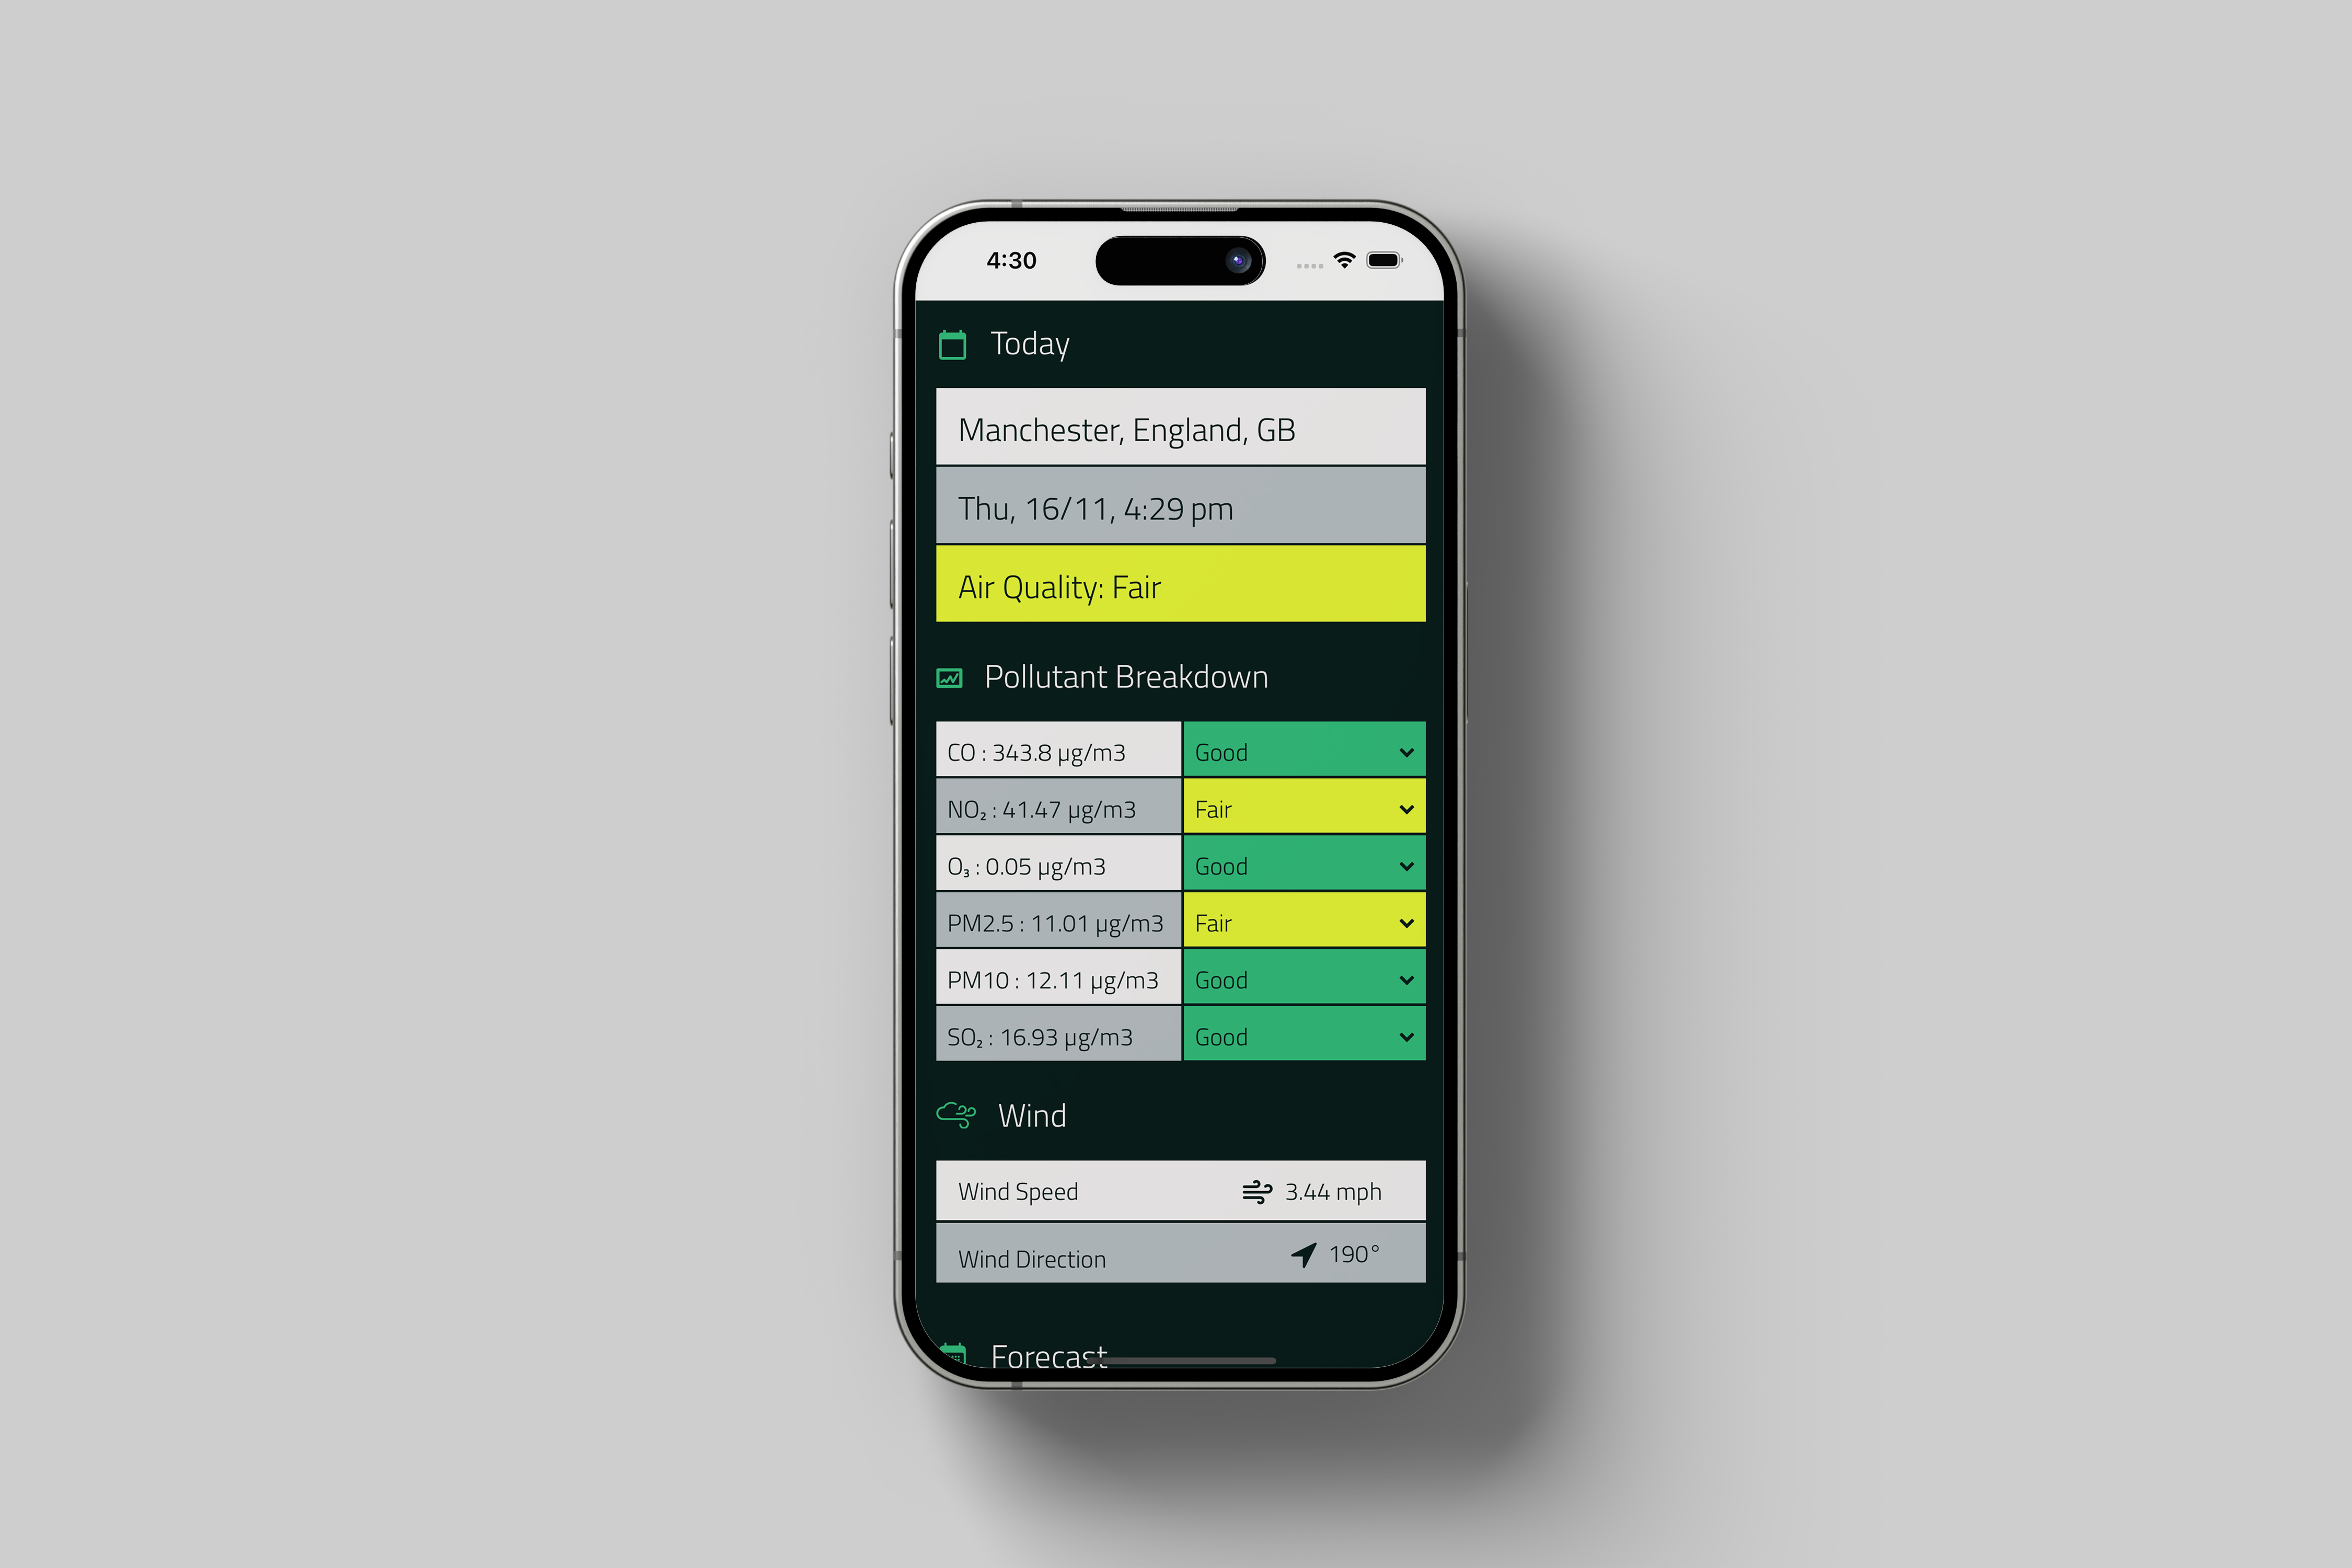 4:30
Today
Manchester, England, GB
Thu, 16/11, 4:29 pm
Air Quality: Fair
Pollutant Breakdown
CO : 343.8 µg/m3 Good
NO₂ : 41.47 µg/m3 Fair
O₃ : 0.05 µg/m3 Good
PM2.5 : 11.01 µg/m3 Fair
PM10 : 12.11 µg/m3 Good
SO₂ : 16.93 µg/m3 Good
Wind
Wind Speed 3.44 mph
Wind Direction 190°
Forecast